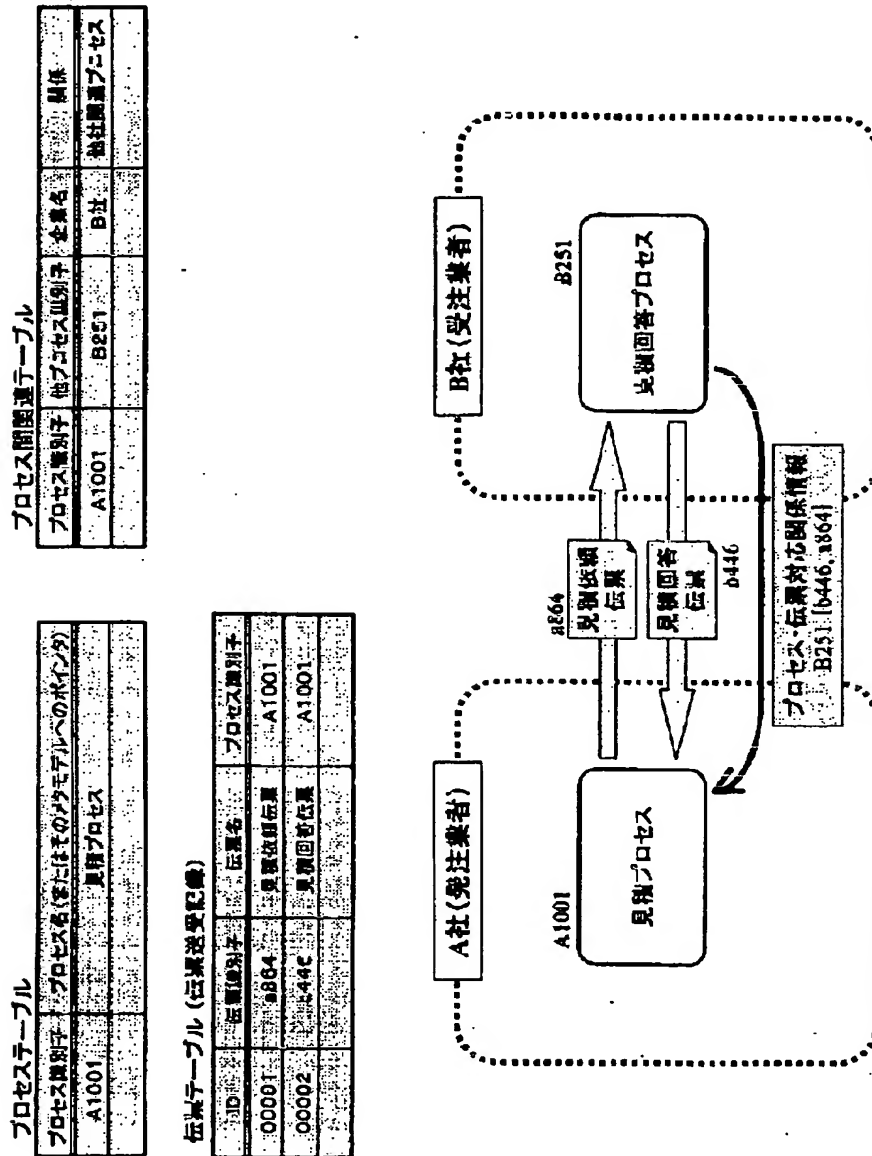 プロセステーブル
プロセス識別子 プロセス名(またはそのメタモデルへのポインタ)
A1001 見積プロセス
プロセス間関連テーブル
プロセス識別子 他プロセス識別子 企業名 関係
A1001 B251 B社 他社関連プロセス
伝票テーブル(伝票送受記録)
ID 伝票識別子 伝票名 プロセス識別子
00001 a864 見積依頼伝票 A1001
00002 見積回答伝票 A1001
A社(発注業者)
A1001
見積プロセス
a864
見積依頼
伝票
見積回答
伝票
b446
B社(受注業者)
B251
見積回答プロセス
プロセス-伝票対応関係情報
B251 [b446, a864]